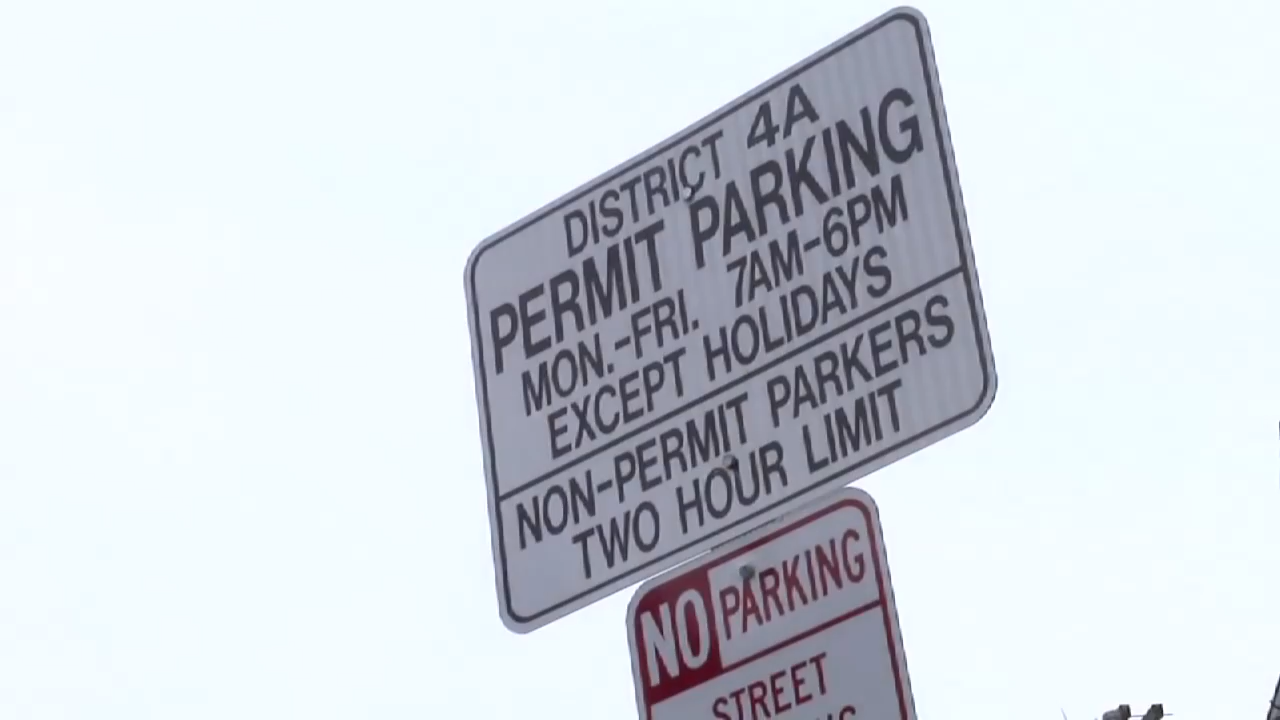 DISTRICT 4A
PERMIT PARKING
MON.-FRI. 7AM-6PM
EXCEPT HOLIDAYS
NON-PERMIT PARKERS
TWO HOUR LIMIT
NO PARKING
STREET